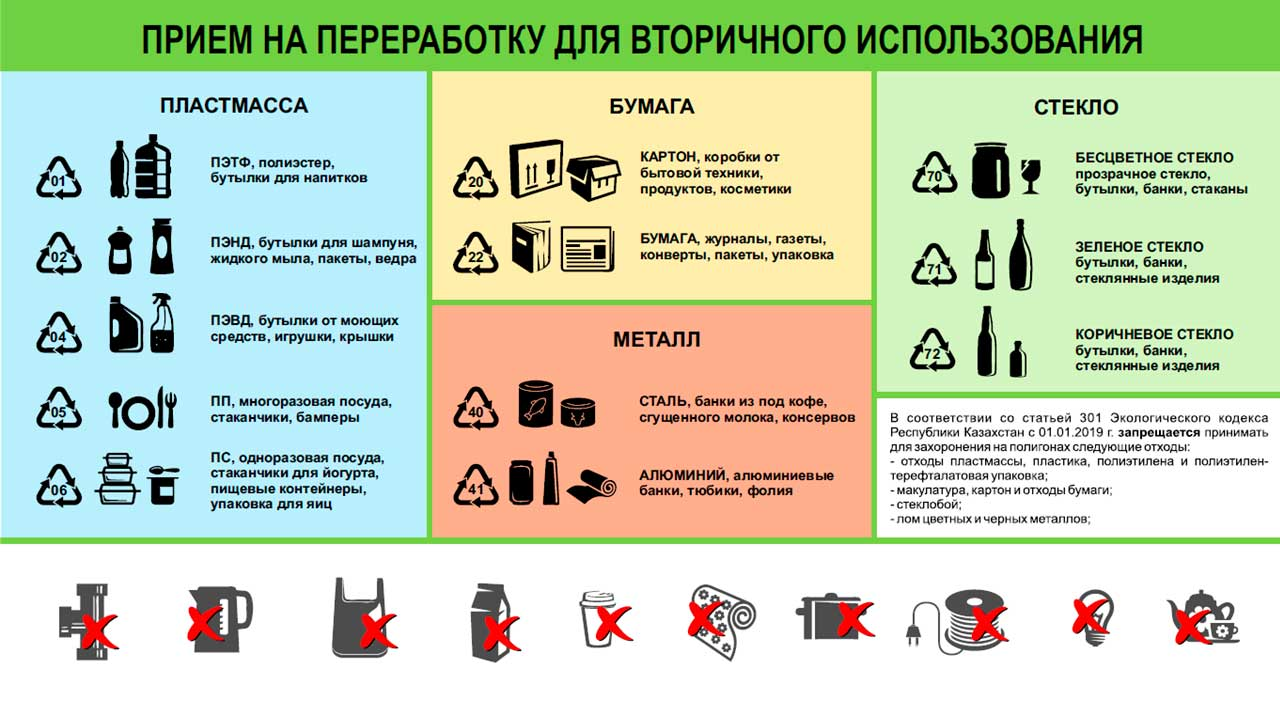 ПРИЕМ НА ПЕРЕРАБОТКУ ДЛЯ ВТОРИЧНОГО ИСПОЛЬЗОВАНИЯ
ПЛАСТМАССА
01
ПЭТФ, полиэстер,
бутылки для напитков
02
ПЭНД, бутылки для шампуня,
жидкого мыла, пакеты, ведра
04
ПЭВД, бутылки от моющих
средств, игрушки, крышки
05
ПП, многоразовая посуда,
стаканчики, бамперы
06
ПС, одноразовая посуда,
стаканчики для йогурта,
пищевые контейнеры,
упаковка для яиц
БУМАГА
20
КАРТОН, коробки от
бытовой техники,
продуктов, косметики
22
БУМАГА, журналы, газеты,
конверты, пакеты, упаковка
МЕТАЛЛ
40
СТАЛЬ, банки из под кофе,
сгущенного молока, консервов
41
АЛЮМИНИЙ, алюминиевые
банки, тюбики, фолия
СТЕКЛО
70
БЕСЦВЕТНОЕ СТЕКЛО
прозрачное стекло,
бутылки, банки, стаканы
71
ЗЕЛЕНОЕ СТЕКЛО
бутылки, банки,
стеклянные изделия
72
КОРИЧНЕВОЕ СТЕКЛО
бутылки, банки,
стеклянные изделия
В соответствии со статьей 301 Экологического кодекса
Республики Казахстан с 01.01.2019 г. запрещается принимать
для захоронения на полигонах следующие отходы:
- отходы пластмассы, пластика, полиэтилена и полиэтилен-
терефталатовая упаковка;
- макулатура, картон и отходы бумаги;
- стеклобой;
- лом цветных и черных металлов;